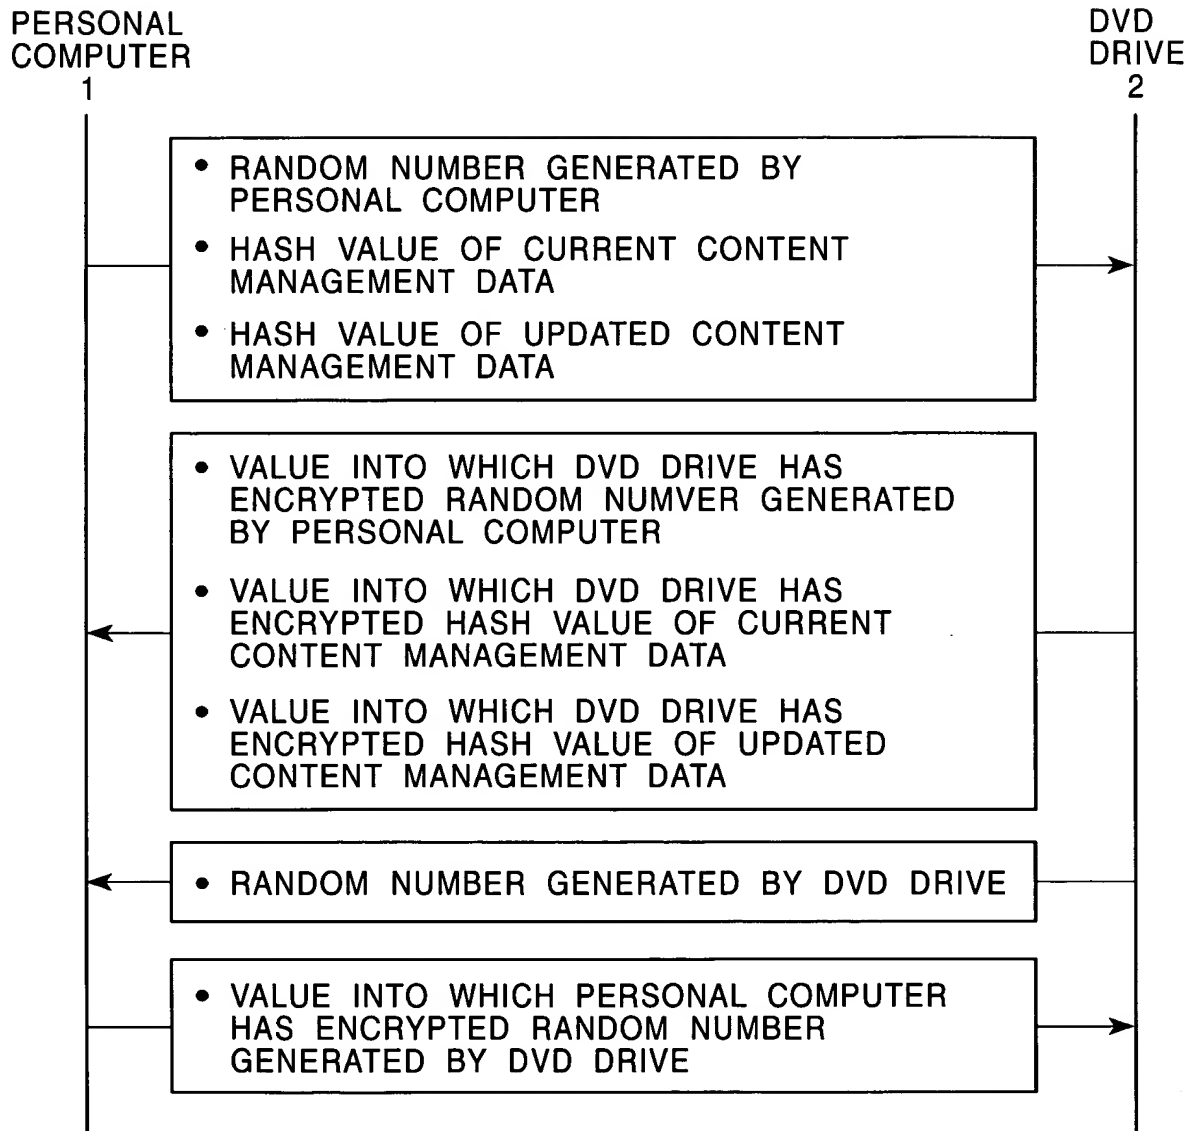 PERSONAL
COMPUTER
1
DVD
DRIVE
2
• RANDOM NUMBER GENERATED BY
PERSONAL COMPUTER
• HASH VALUE OF CURRENT CONTENT
MANAGEMENT DATA
• HASH VALUE OF UPDATED CONTENT
MANAGEMENT DATA
• VALUE INTO WHICH DVD DRIVE HAS
ENCRYPTED RANDOM NUMVER GENERATED
BY PERSONAL COMPUTER
• VALUE INTO WHICH DVD DRIVE HAS
ENCRYPTED HASH VALUE OF CURRENT
CONTENT MANAGEMENT DATA
• VALUE INTO WHICH DVD DRIVE HAS
ENCRYPTED HASH VALUE OF UPDATED
CONTENT MANAGEMENT DATA
• RANDOM NUMBER GENERATED BY DVD DRIVE
• VALUE INTO WHICH PERSONAL COMPUTER
HAS ENCRYPTED RANDOM NUMBER
GENERATED BY DVD DRIVE